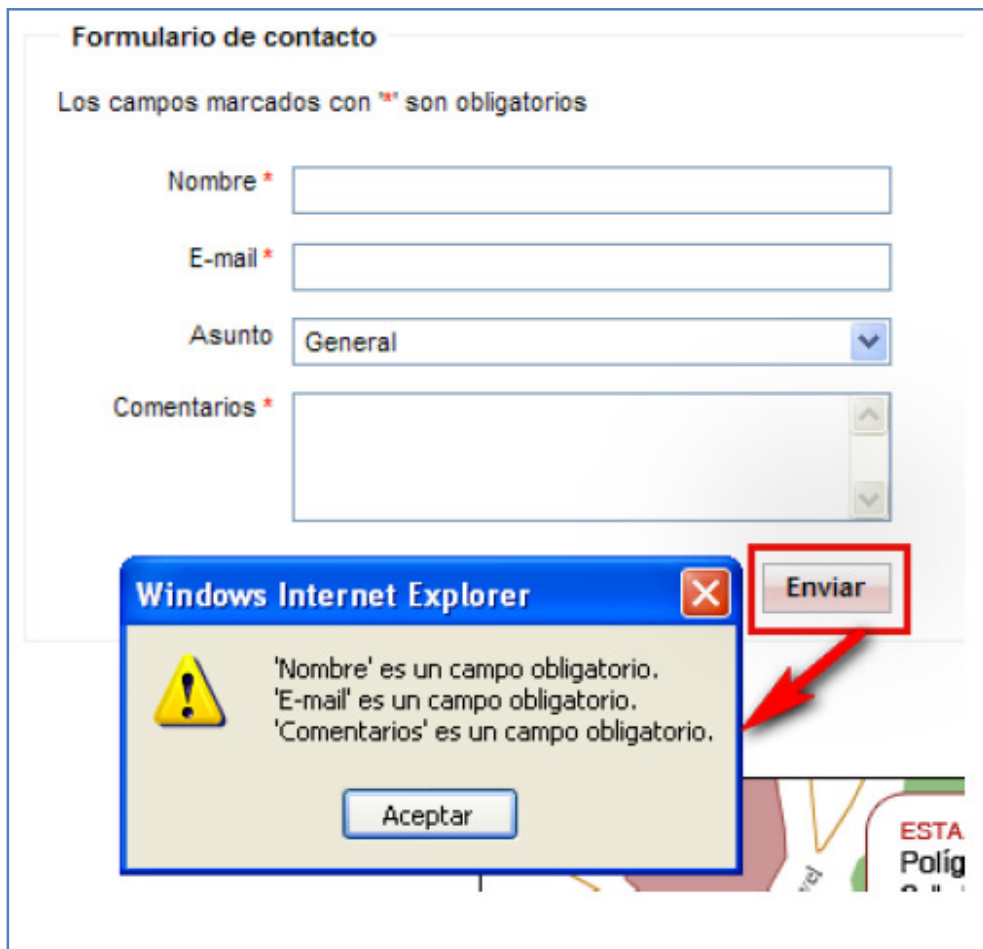 Formulario de contacto
Los campos marcados con '*' son obligatorios
Nombre *
E-mail *
Asunto
General
Comentarios *
Enviar
Windows Internet Explorer
'Nombre' es un campo obligatorio.
'E-mail' es un campo obligatorio.
'Comentarios' es un campo obligatorio.
Aceptar
ESTA
Políg